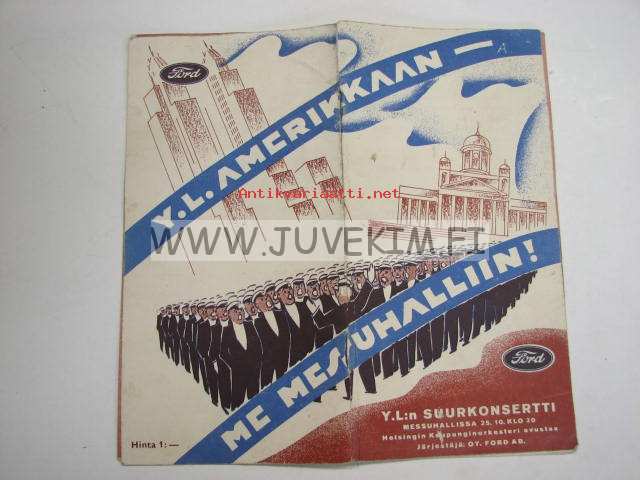 Ford
Y.L. AMERIKKAAN —
A
Antikvariaatti.net
WWW.JUVEKIM.FI
ME MESSUHALLIIN!
Ford
Y.L:n SUURKONSERTTI
MESSUHALLISSA 25.10. KLO 20
Helsingin Kaupunginorkesteri avustaa
Järjestäjä: OY. FORD AB.
Hinta 1:—